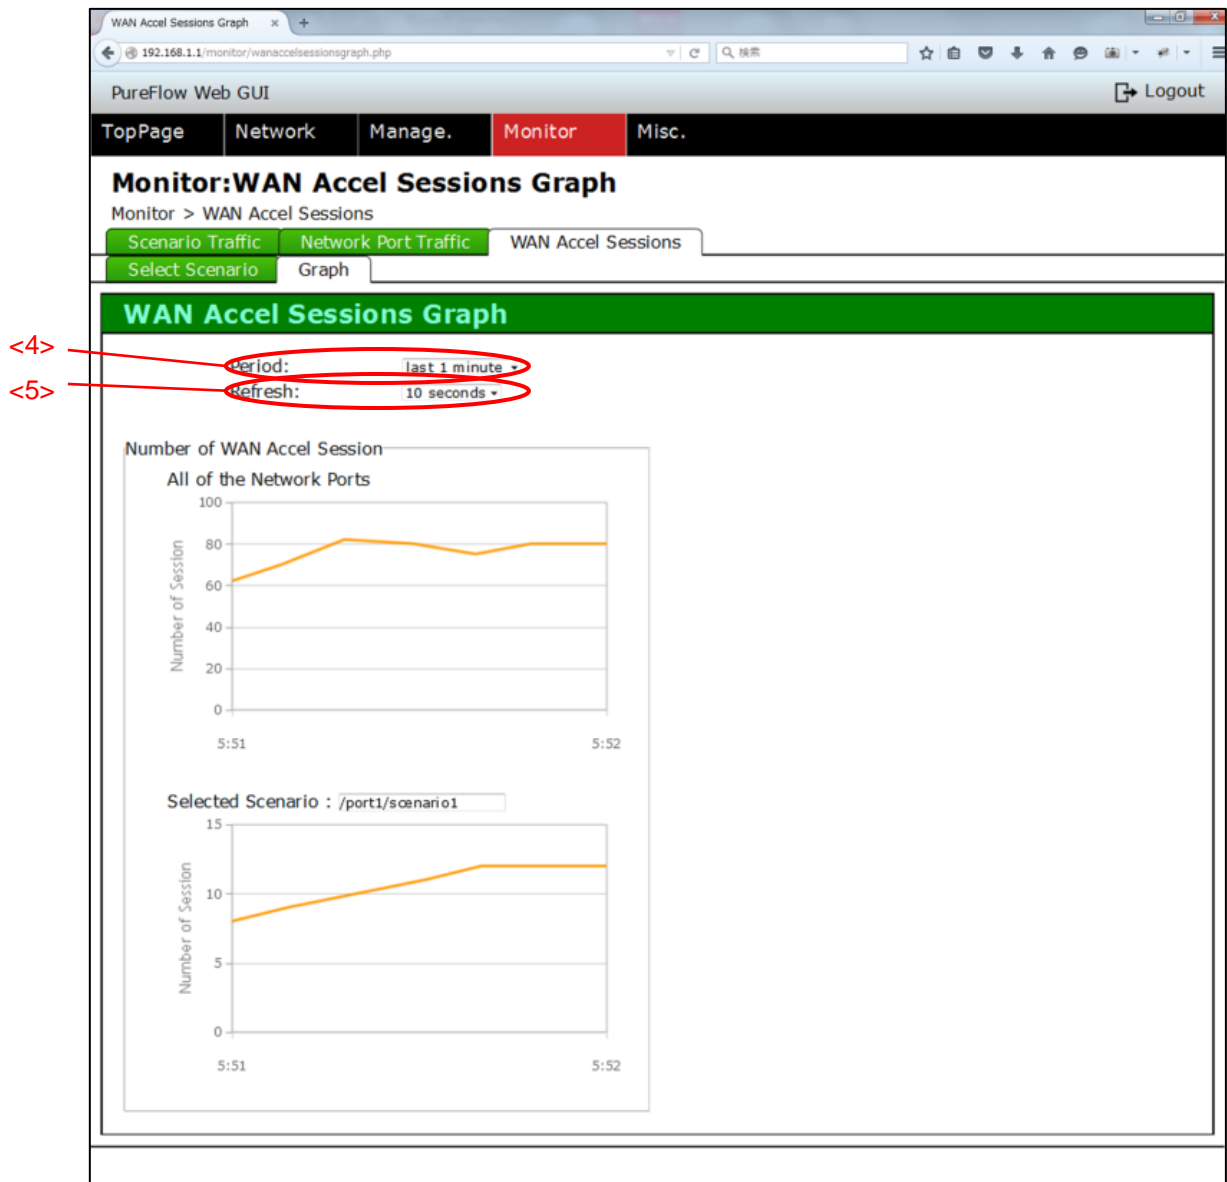 WAN Accel Sessions Graph × +
192.168.1.1/monitor/wanaccelsessionsgraph.php 検索
PureFlow Web GUI Logout
TopPage Network Manage. Monitor Misc.
Monitor:WAN Accel Sessions Graph
Monitor > WAN Accel Sessions
Scenario Traffic Network Port Traffic WAN Accel Sessions
Select Scenario Graph
WAN Accel Sessions Graph
<4> Period: last 1 minute
<5> Refresh: 10 seconds
Number of WAN Accel Session
All of the Network Ports
100
80
60
40
20
0
Number of Session
5:51 5:52
Selected Scenario : /port1/scenario1
15
10
5
0
Number of Session
5:51 5:52